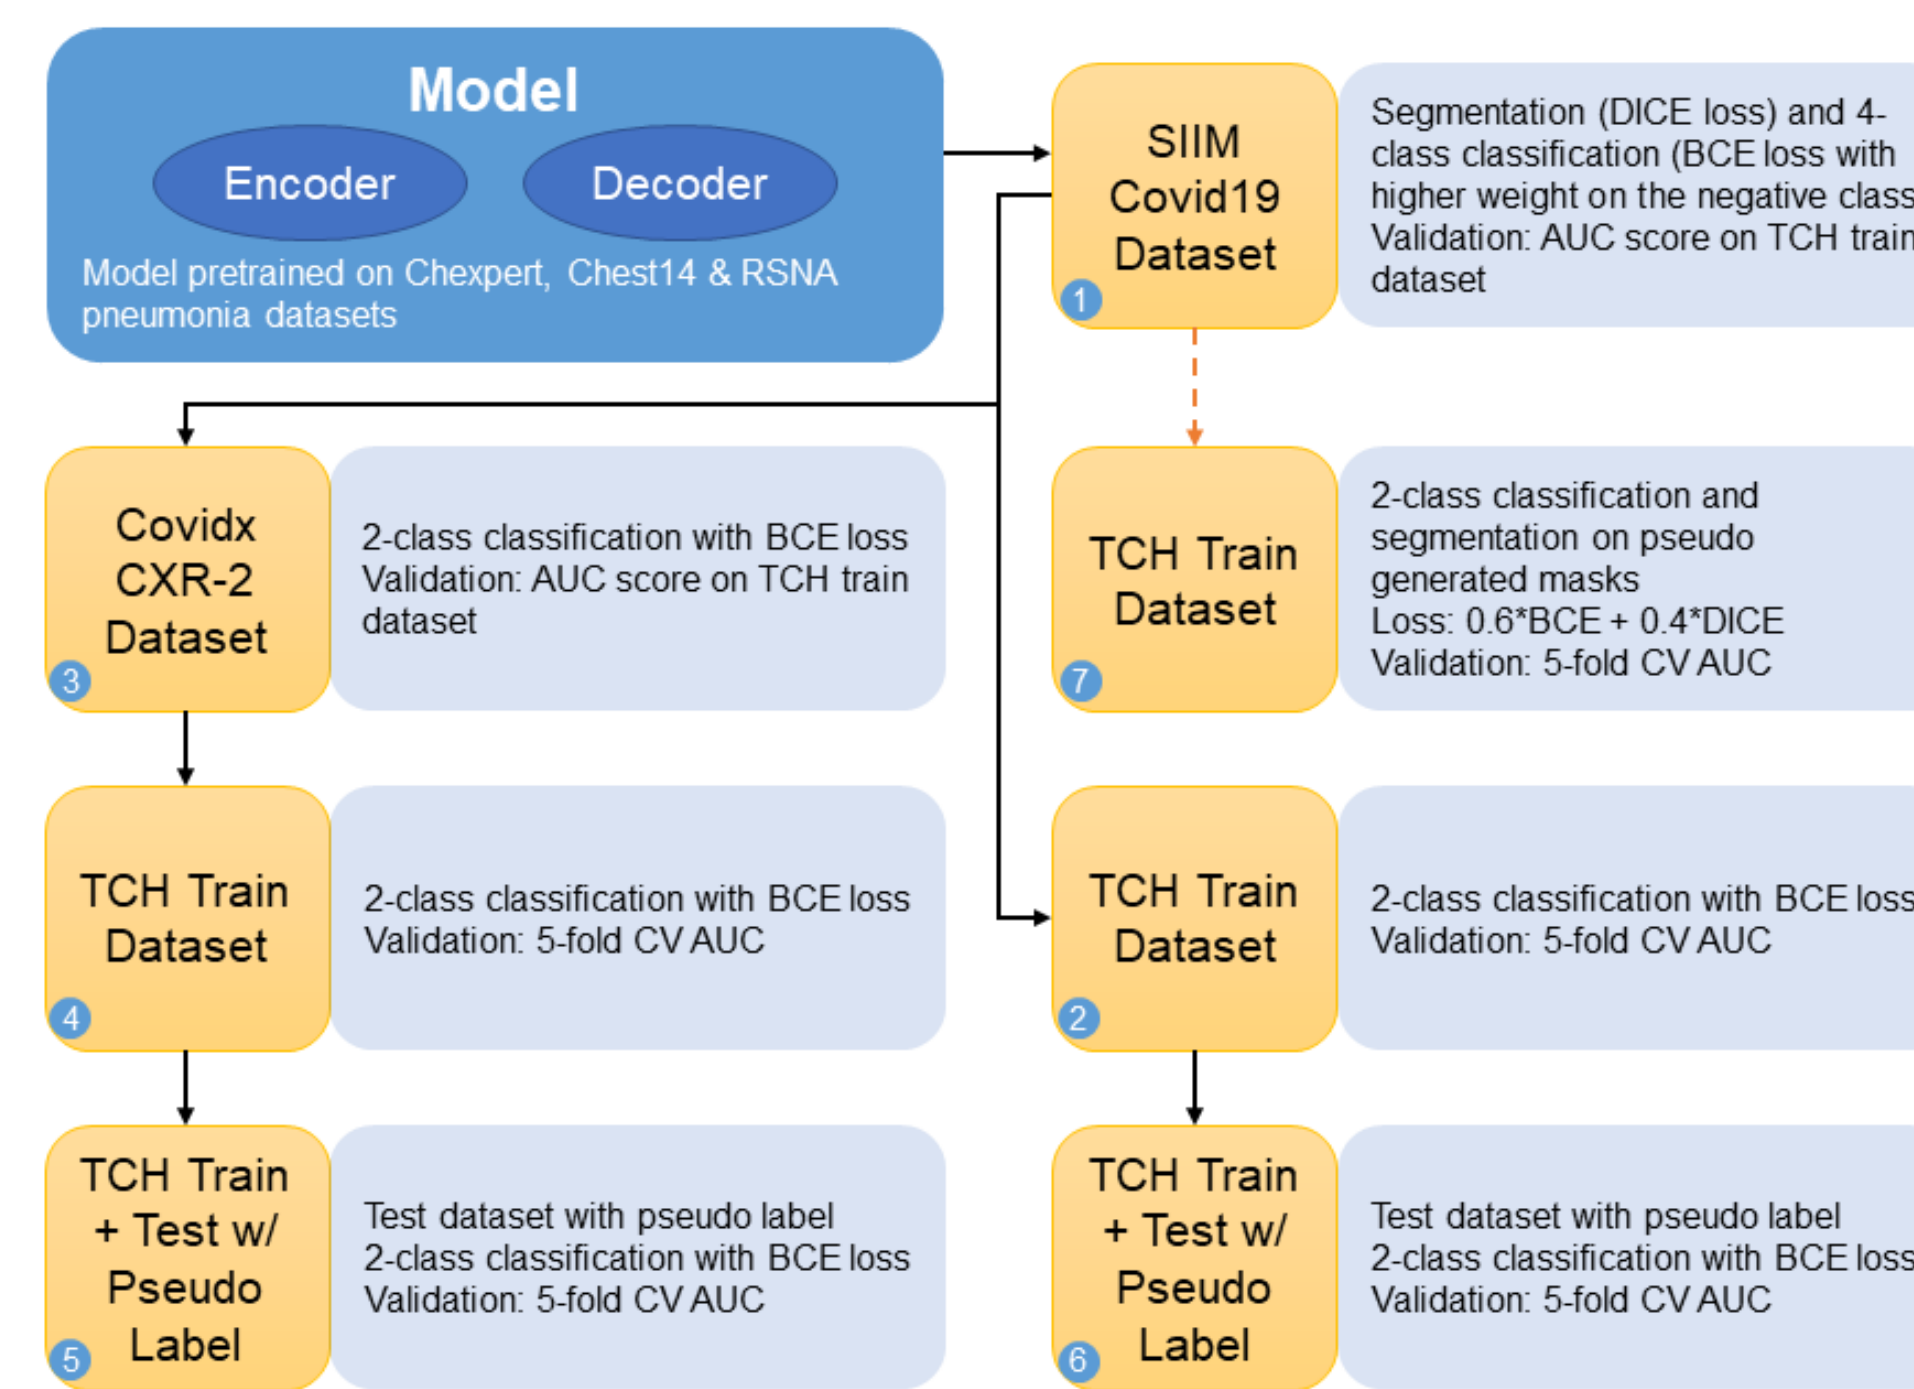 Model
Encoder
Decoder
Model pretrained on Chexpert, Chest14 & RSNA
pneumonia datasets
SIIM
Covid19
Dataset
1
Segmentation (DICE loss) and 4-
class classification (BCE loss with
higher weight on the negative class
Validation: AUC score on TCH train
dataset
Covidx
CXR-2
Dataset
3
2-class classification with BCE loss
Validation: AUC score on TCH train
dataset
TCH Train
Dataset
7
2-class classification and
segmentation on pseudo
generated masks
Loss: 0.6*BCE + 0.4*DICE
Validation: 5-fold CV AUC
TCH Train
Dataset
4
2-class classification with BCE loss
Validation: 5-fold CV AUC
TCH Train
Dataset
2
2-class classification with BCE loss
Validation: 5-fold CV AUC
TCH Train
+ Test w/
Pseudo
Label
5
Test dataset with pseudo label
2-class classification with BCE loss
Validation: 5-fold CV AUC
TCH Train
+ Test w/
Pseudo
Label
6
Test dataset with pseudo label
2-class classification with BCE loss
Validation: 5-fold CV AUC